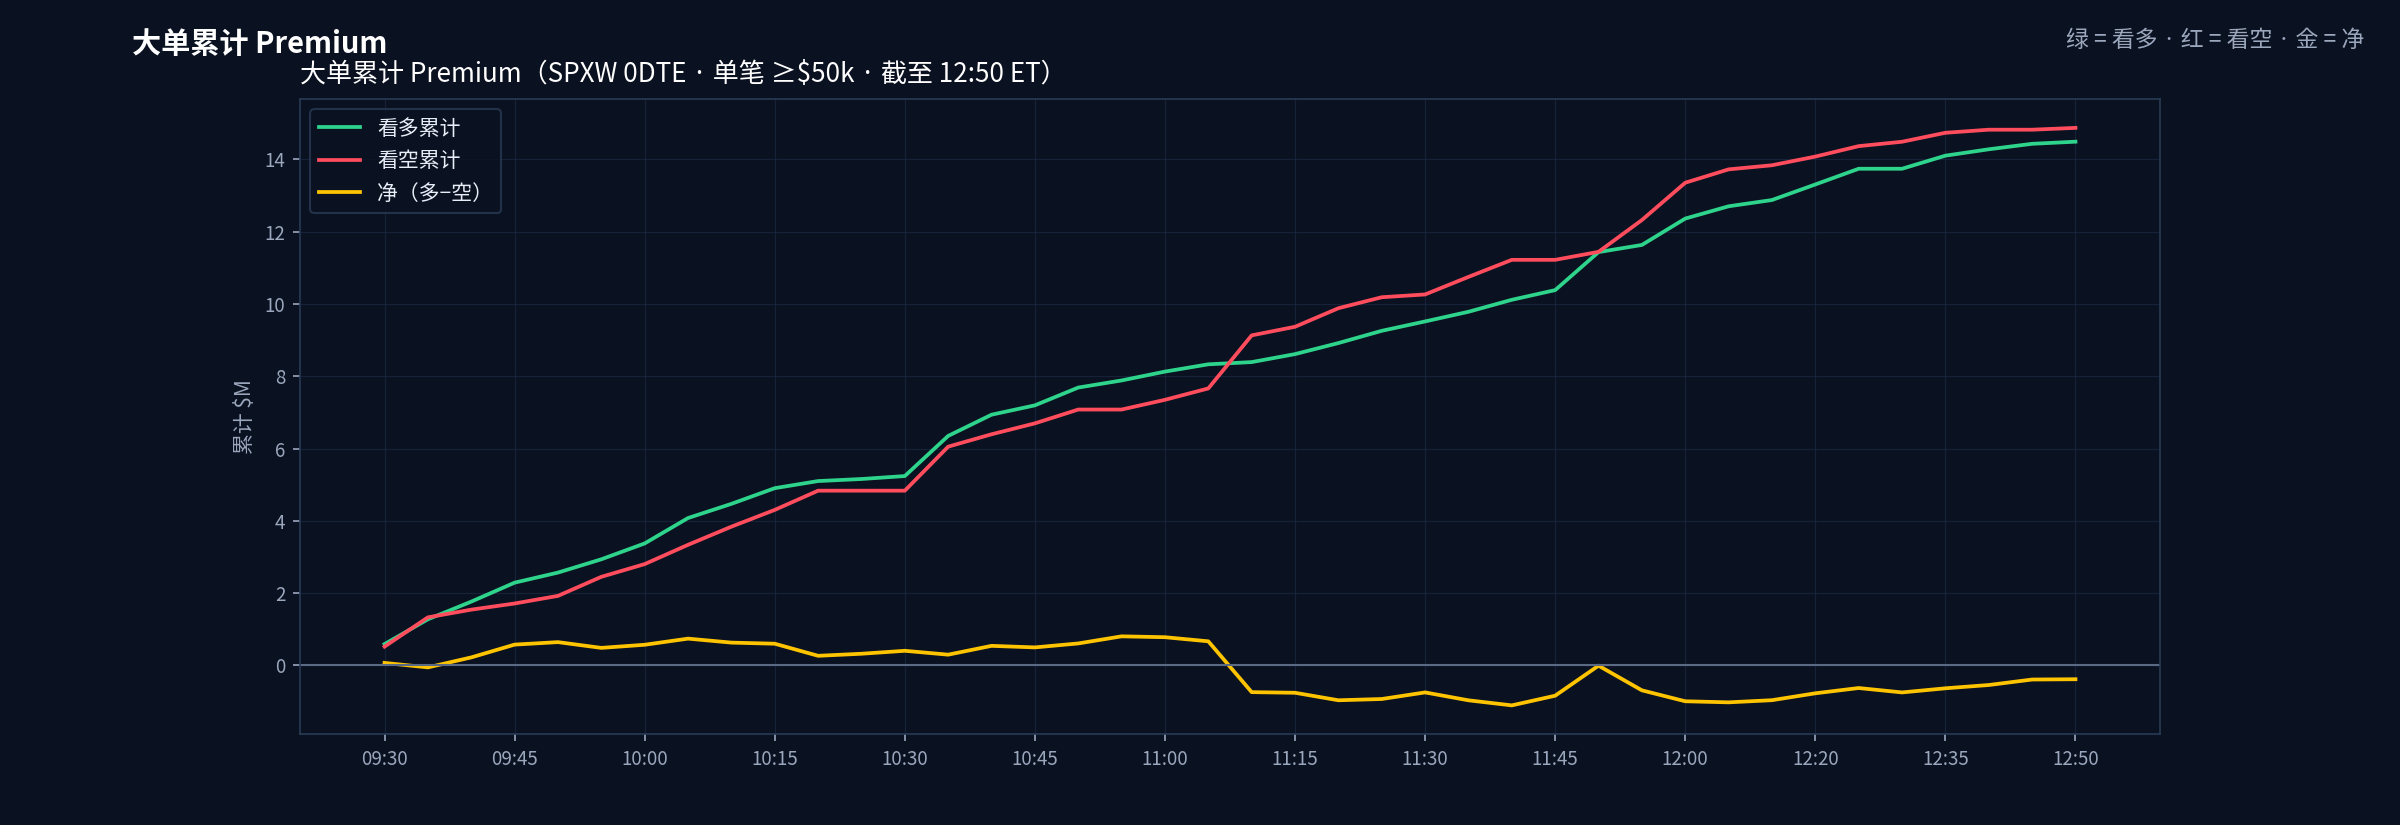 大单累计 Premium
绿 = 看多 · 红 = 看空 · 金 = 净
大单累计 Premium（SPXW 0DTE · 单笔 ≥$50k · 截至 12:50 ET）
看多累计
看空累计
净（多−空）
累计 $M
14
12
10
8
6
4
2
0
09:30 09:45 10:00 10:15 10:30 10:45 11:00 11:15 11:30 11:45 12:00 12:20 12:35 12:50